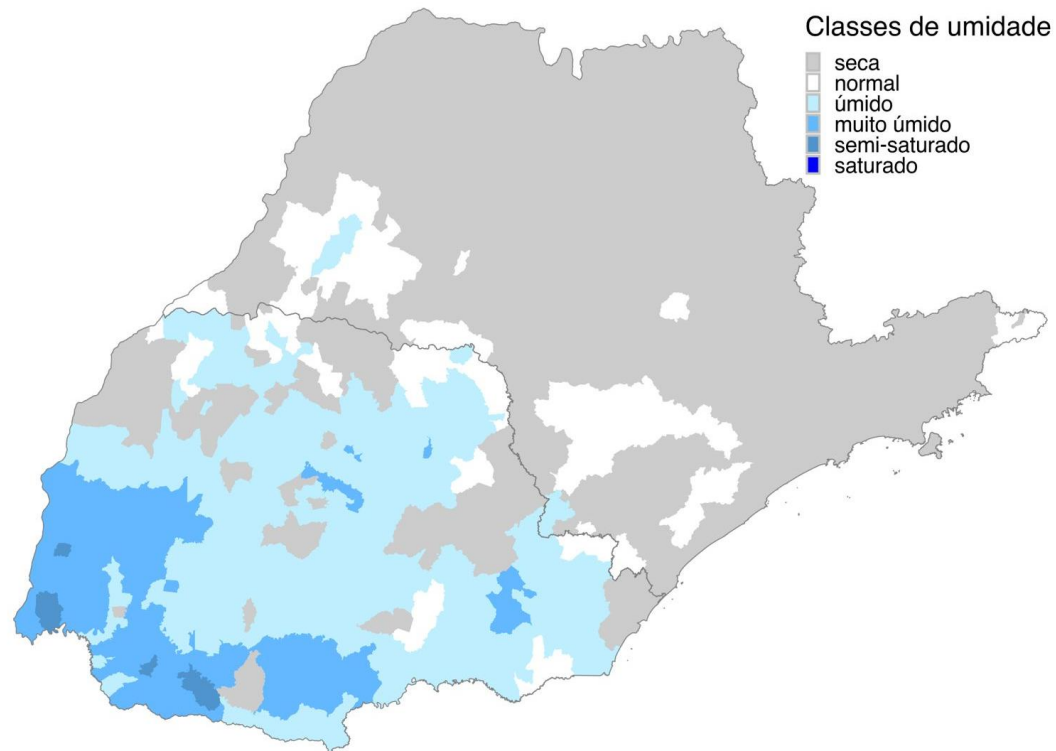 Classes de umidade
seca
normal
úmido
muito úmido
semi-saturado
saturado